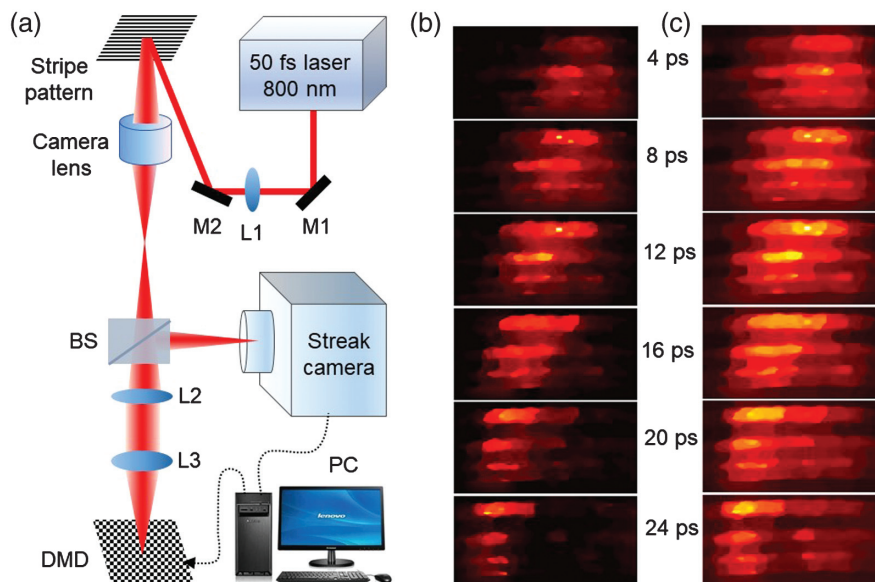 (a)
Stripe
pattern
50 fs laser
800 nm
Camera
lens
M2
L1
M1
BS
Streak
camera
L2
L3
PC
lenovo
DMD
(b)
(c)
4 ps
8 ps
12 ps
16 ps
20 ps
24 ps